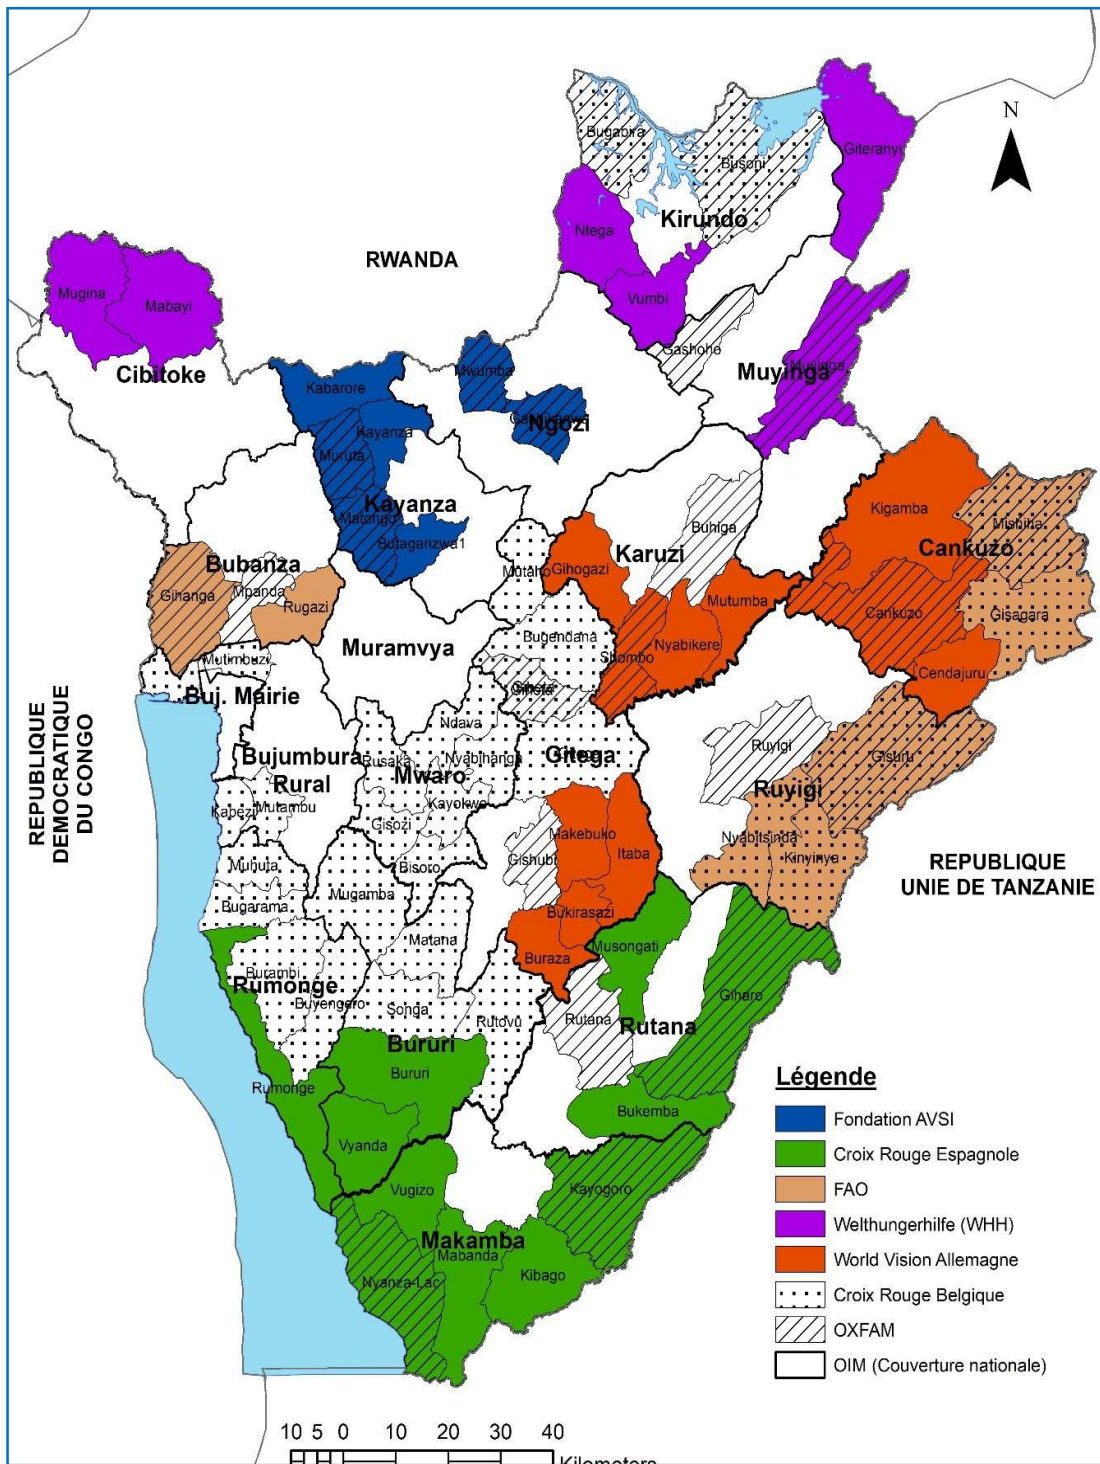 N
Bugabira
Busoni
Giteranyi
Kirundo
Ntega
RWANDA
Mugina
Mabayi
Vumbi
Gashoho
Cibitoke
Mwumba
Muyinga
Muyinga
Kabarore
Ngozi
Kayanza
Muruta
Kigamba
Kayanza
Matongo
Buhiga
Mishiha
Butaganzwa1
Karuzi
Cankuzo
Bubanza
Mutaho
Gihogazi
Gihanga
Mpanda
Rugazi
Mutumba
Cankuzo
Gisagara
Bugendana
Muramvya
Nyabikere
Shombo
Mutimbuzi
Cendajuru
Buj. Mairie
Giheta
Ndava
REPUBLIQUE
DEMOCRATIQUE
DU CONGO
Bujumbura
Rural
Rusaka
Nyabihanga
Gitega
Ruyigi
Gisuru
Mwaro
Ruyigi
Kabezi
Mutambu
Kayokwe
Gisozi
Makebuko
Itaba
Nyabitsinda
Gishubi
Kinyinya
Muhuta
Bisoro
REPUBLIQUE
UNIE DE TANZANIE
Mugamba
Bugarama
Bukirasazi
Matana
Musongati
Buraza
Burambi
Rumonge
Buyengero
Giharo
Songa
Rutovu
Rutana
Rutana
Bururi
Bururi
Rumonge
Bukemba
Vyanda
Vugizo
Kayogoro
Makamba
Mabanda
Kibago
Nyanza-Lac
Légende
Fondation AVSI
Croix Rouge Espagnole
FAO
Welthungerhilfe (WHH)
World Vision Allemagne
Croix Rouge Belgique
OXFAM
OIM (Couverture nationale)
10 5 0 10 20 30 40
Kilometers